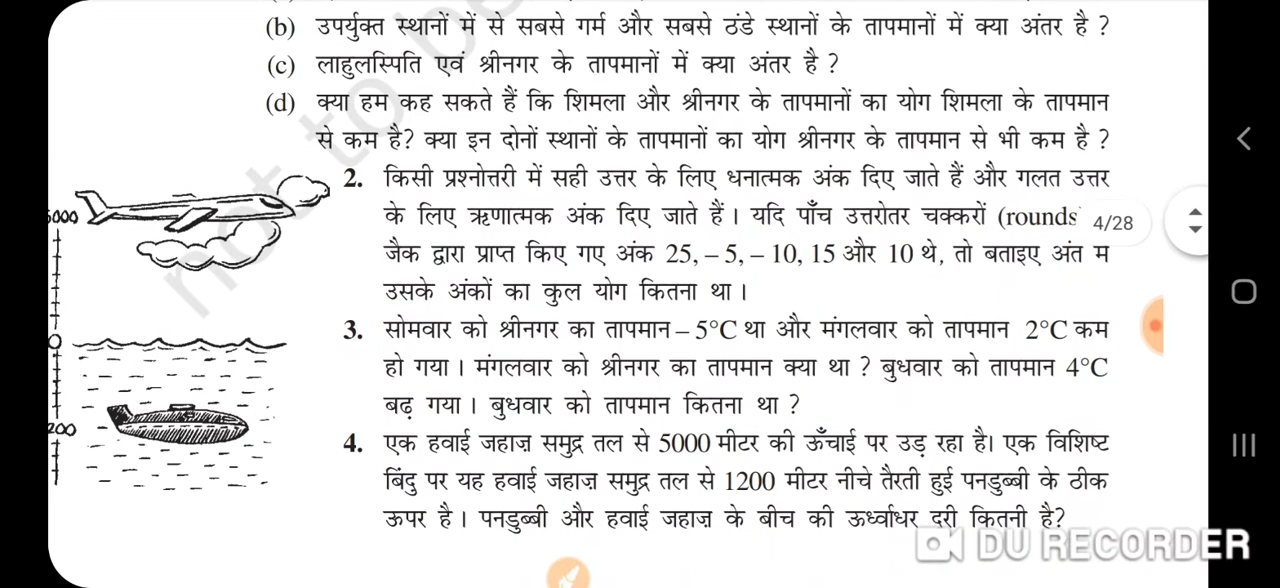 (b) उपर्युक्त स्थानों में से सबसे गर्म और सबसे ठंडे स्थानों के तापमानों में क्या अंतर है ?
(c) लाहुलस्पिति एवं श्रीनगर के तापमानों में क्या अंतर है ?
(d) क्या हम कह सकते हैं कि शिमला और श्रीनगर के तापमानों का योग शिमला के तापमान
से कम है? क्या इन दोनों स्थानों के तापमानों का योग श्रीनगर के तापमान से भी कम है ?
2. किसी प्रश्नोत्तरी में सही उत्तर के लिए धनात्मक अंक दिए जाते हैं और गलत उत्तर
के लिए ऋणात्मक अंक दिए जाते हैं । यदि पाँच उत्तरोतर चक्करों (rounds
4/28
जैक द्वारा प्राप्त किए गए अंक 25, – 5, – 10, 15 और 10 थे, तो बताइए अंत म
उसके अंकों का कुल योग कितना था ।
3. सोमवार को श्रीनगर का तापमान – 5°C था और मंगलवार को तापमान 2°C कम
हो गया । मंगलवार को श्रीनगर का तापमान क्या था ? बुधवार को तापमान 4°C
बढ़ गया । बुधवार को तापमान कितना था ?
4. एक हवाई जहाज़ समुद्र तल से 5000 मीटर की ऊँचाई पर उड़ रहा है। एक विशिष्ट
बिंदु पर यह हवाई जहाज़ समुद्र तल से 1200 मीटर नीचे तैरती हुई पनडुब्बी के ठीक
ऊपर है । पनडुब्बी और हवाई जहाज़ के बीच की ऊर्ध्वाधर दूरी कितनी है?
0
not to be
DU RECORDER